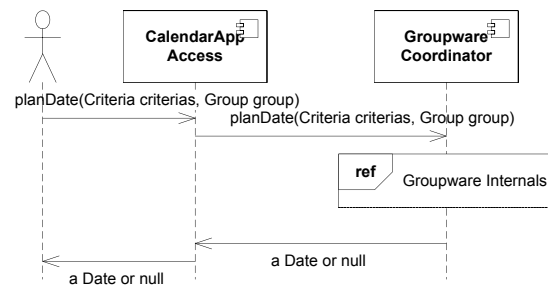 CalendarApp
Access
Groupware
Coordinator
planDate(Criteria criterias, Group group)
planDate(Criteria criterias, Group group)
ref
Groupware Internals
a Date or null
a Date or null